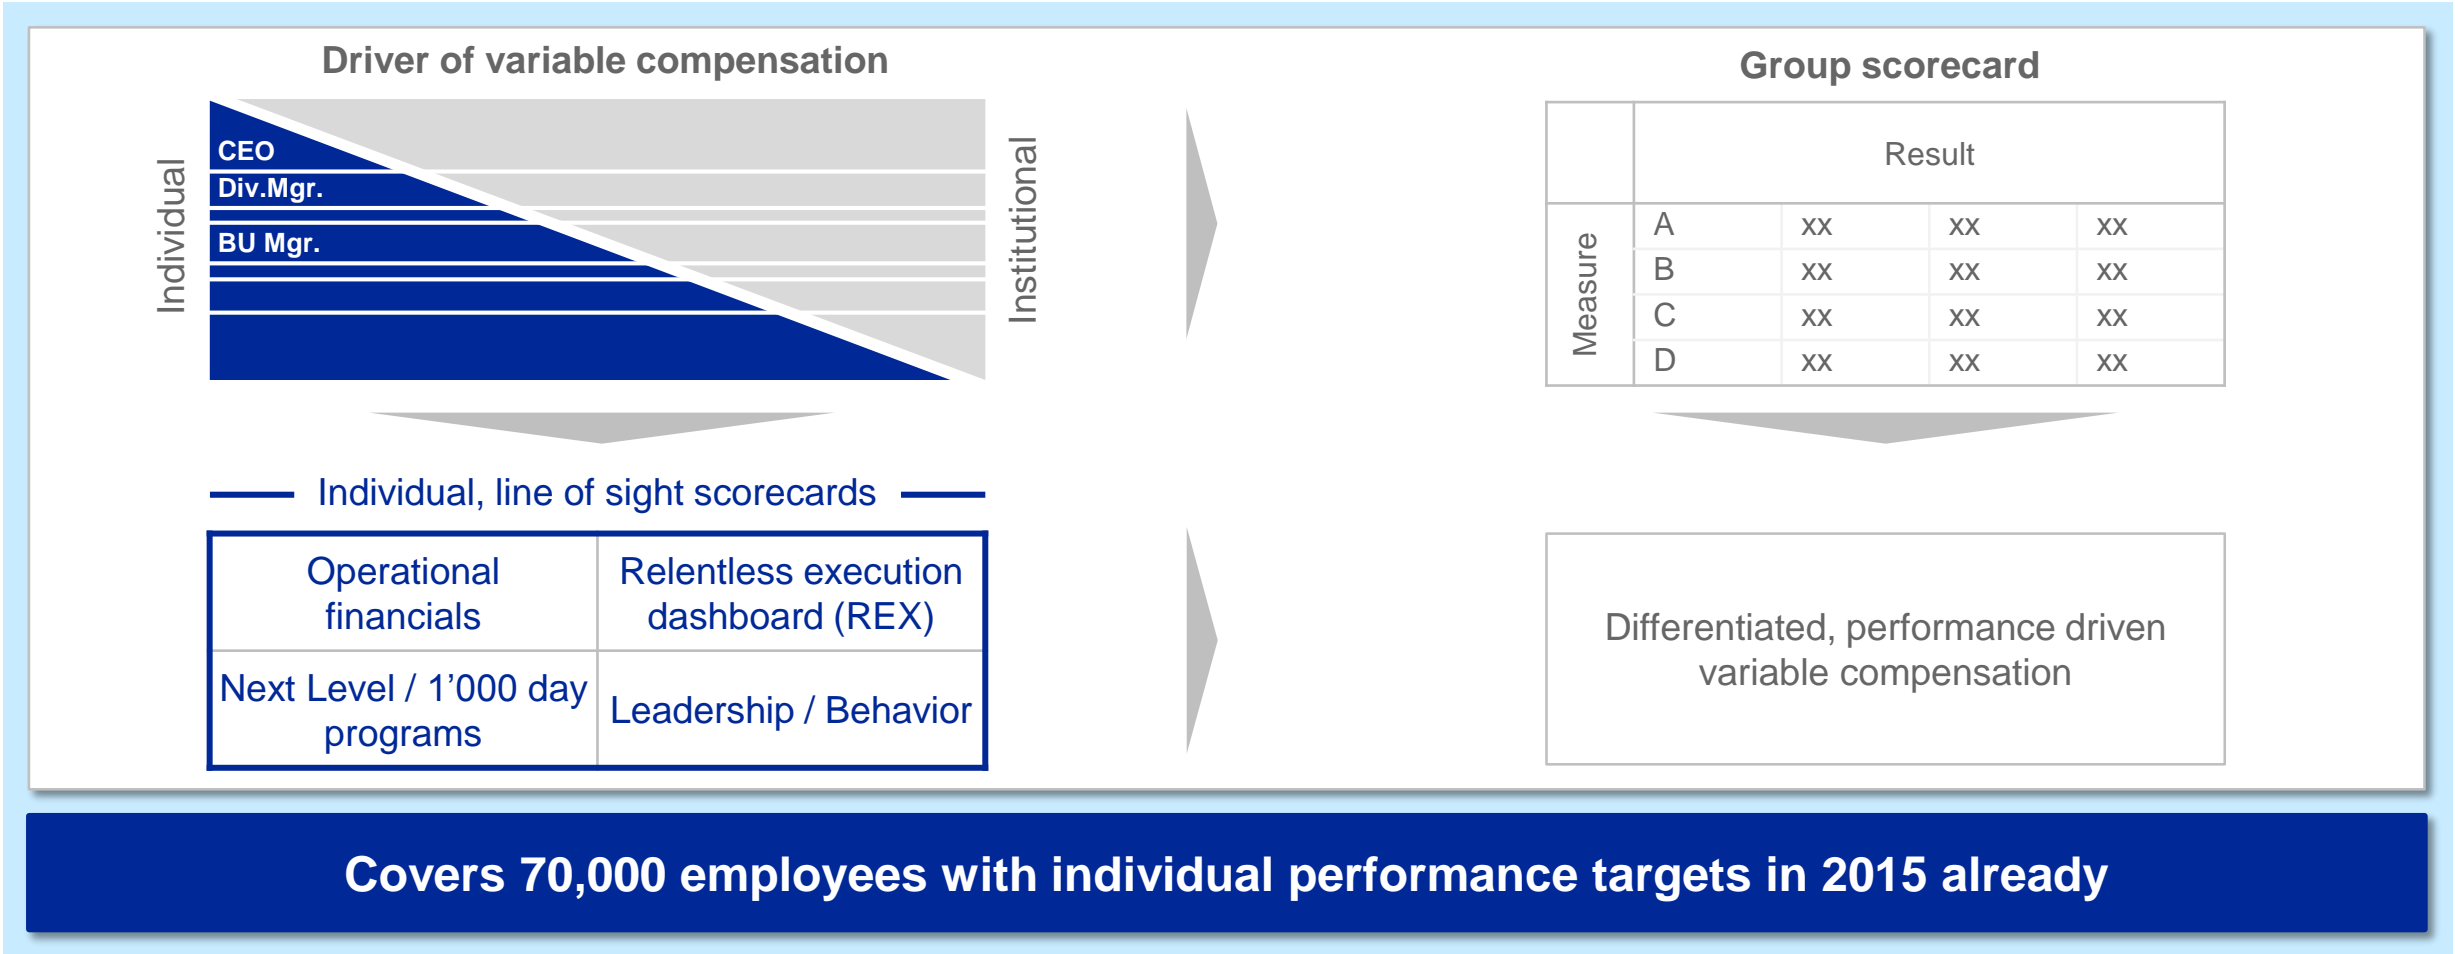 Driver of variable compensation
Individual
CEO
Div.Mgr.
BU Mgr.
Institutional
Group scorecard
Result
Measure
A xx xx xx
B xx xx xx
C xx xx xx
D xx xx xx
Individual, line of sight scorecards
Operational
financials
Relentless execution
dashboard (REX)
Next Level / 1’000 day
programs
Leadership / Behavior
Differentiated, performance driven
variable compensation
Covers 70,000 employees with individual performance targets in 2015 already